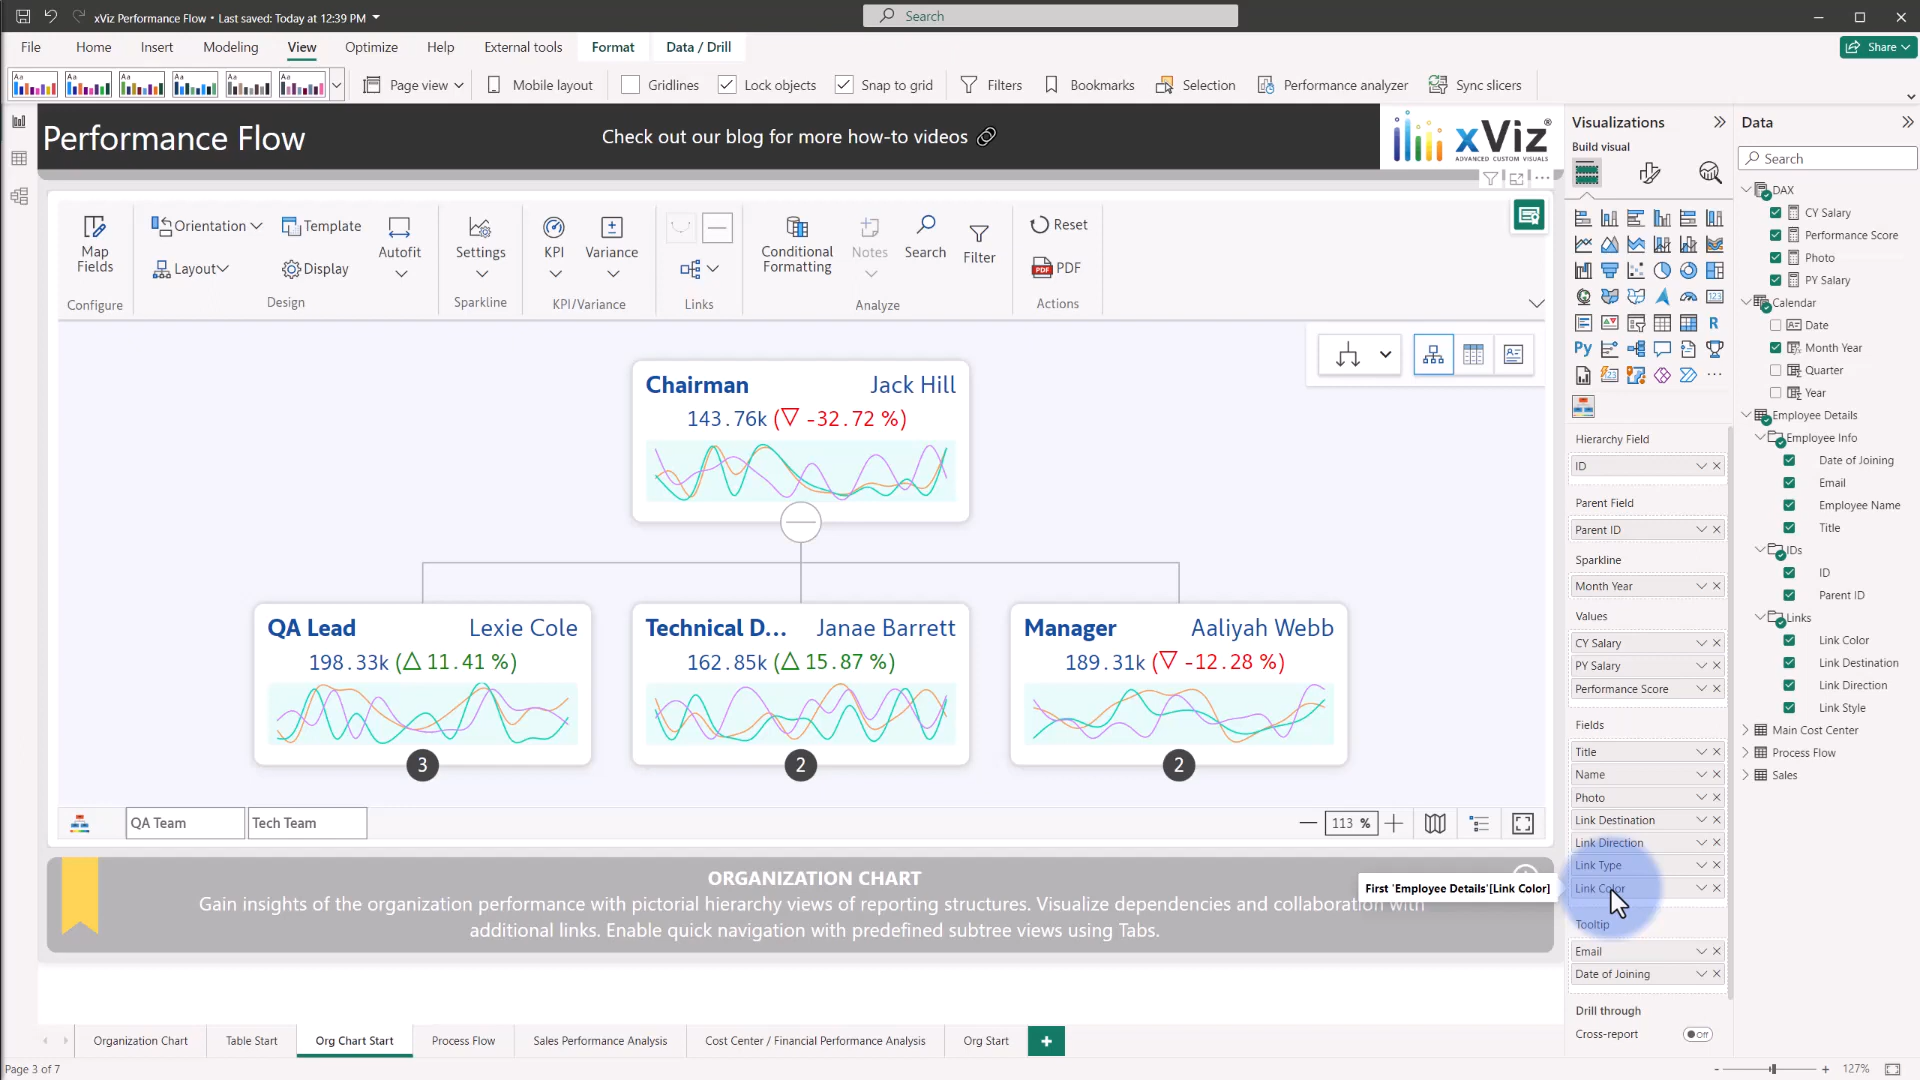 xViz Performance Flow • Last saved: Today at 12:39 PM
Search
File
Home
Insert
Modeling
View
Optimize
Help
External tools
Format
Data / Drill
Share
Aa
Aa
Aa
Aa
Aa
Aa
Page view
Mobile layout
Gridlines
Lock objects
Snap to grid
Filters
Bookmarks
Selection
Performance analyzer
Sync slicers
Performance Flow
Check out our blog for more how-to videos
xViz®
ADVANCED CUSTOM VISUALS
Map
Fields
Configure
Orientation
Template
Layout
Display
Autofit
Design
Settings
Sparkline
KPI
Variance
KPI/Variance
Links
Conditional
Formatting
Notes
Search
Filter
Analyze
Reset
PDF
PDF
Actions
Chairman
Jack Hill
143.76k (▽ -32.72 %)
QA Lead
Lexie Cole
198.33k (△ 11.41 %)
3
Technical D...
Janae Barrett
162.85k (△ 15.87 %)
2
Manager
Aaliyah Webb
189.31k (▽ -12.28 %)
2
QA Team
Tech Team
113 %
ORGANIZATION CHART
Gain insights of the organization performance with pictorial hierarchy views of reporting structures. Visualize dependencies and collaboration with
additional links. Enable quick navigation with predefined subtree views using Tabs.
First 'Employee Details'[Link Color]
Organization Chart
Table Start
Org Chart Start
Process Flow
Sales Performance Analysis
Cost Center / Financial Performance Analysis
Org Start
Page 3 of 7
127%
Visualizations
Build visual
123
R
Py
Hierarchy Field
ID
Parent Field
Parent ID
Sparkline
Month Year
Values
CY Salary
PY Salary
Performance Score
Fields
Title
Name
Photo
Link Destination
Link Direction
Link Type
Link Color
Tooltip
Email
Date of Joining
Drill through
Cross-report
Off
Data
Search
DAX
CY Salary
Performance Score
Photo
PY Salary
Calendar
Date
Month Year
Quarter
Year
Employee Details
Employee Info
Date of Joining
Email
Employee Name
Title
IDs
ID
Parent ID
Links
Link Color
Link Destination
Link Direction
Link Style
Main Cost Center
Process Flow
Sales